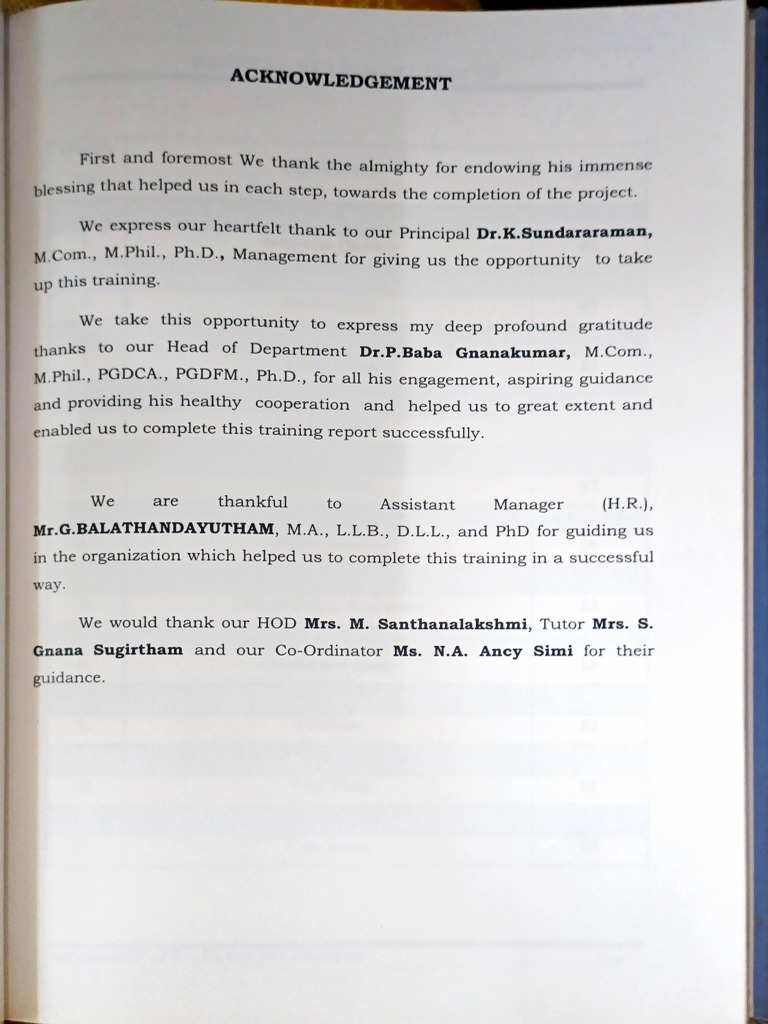 ACKNOWLEDGEMENT
First and foremost We thank the almighty for endowing his immense
blessing that helped us in each step, towards the completion of the project.
We express our heartfelt thank to our Principal Dr.K.Sundararaman,
M.Com., M.Phil., Ph.D., Management for giving us the opportunity to take
up this training.
We take this opportunity to express my deep profound gratitude
thanks to our Head of Department Dr.P.Baba Gnanakumar, M.Com.,
M.Phil., PGDCA., PGDFM., Ph.D., for all his engagement, aspiring guidance
and providing his healthy cooperation and helped us to great extent and
enabled us to complete this training report successfully.
We are thankful to Assistant Manager (H.R.),
Mr.G.BALATHANDAYUTHAM, M.A., L.L.B., D.L.L., and PhD for guiding us
in the organization which helped us to complete this training in a successful
way.
We would thank our HOD Mrs. M. Santhanalakshmi, Tutor Mrs. S.
Gnana Sugirtham and our Co-Ordinator Ms. N.A. Ancy Simi for their
guidance.